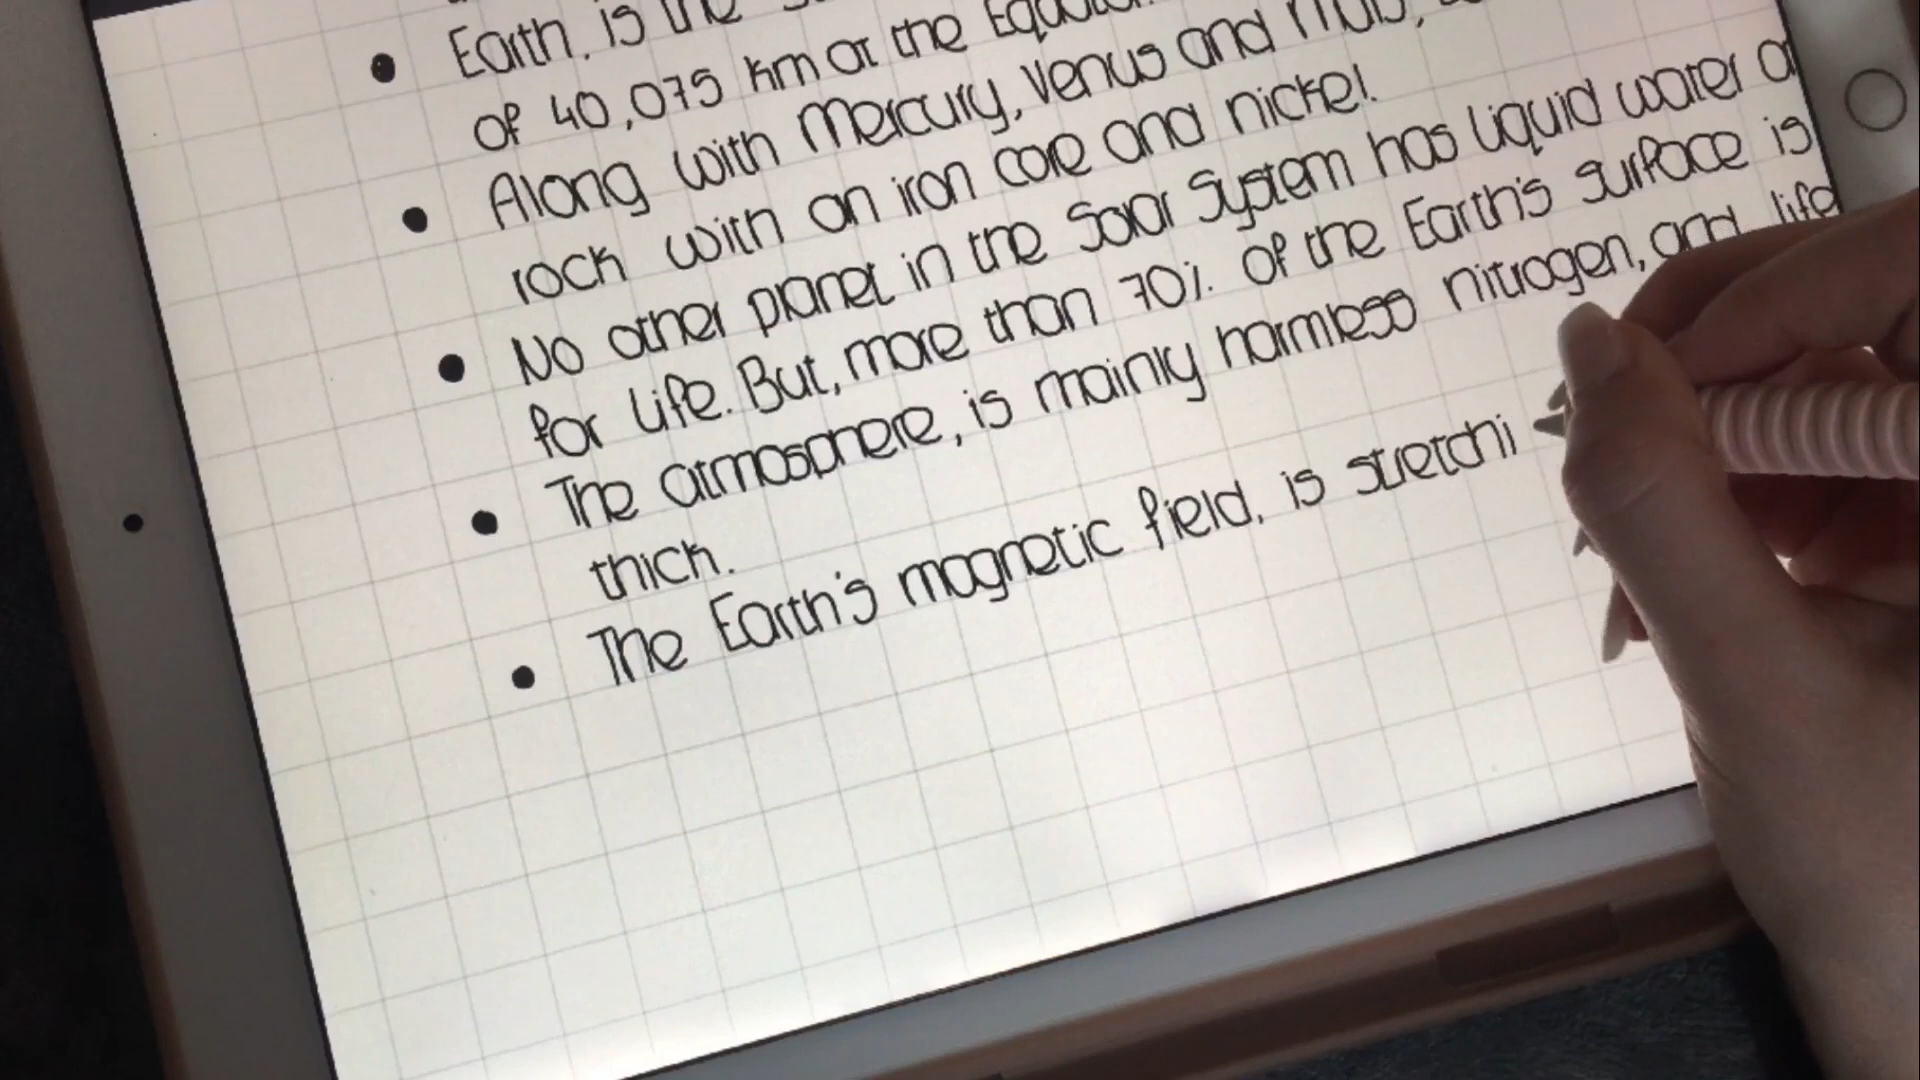 Earth, is the
of 40,075 km at the Equator
Along with Mercury, Venus and Mars,
rock with an iron core and nickel.
No other planet in the Solar System has liquid water
for life. But, more than 70% of the Earth's surface is
The atmosphere, is mainly harmless nitrogen, and life
thick.
The Earth's magnetic field, is stretchi